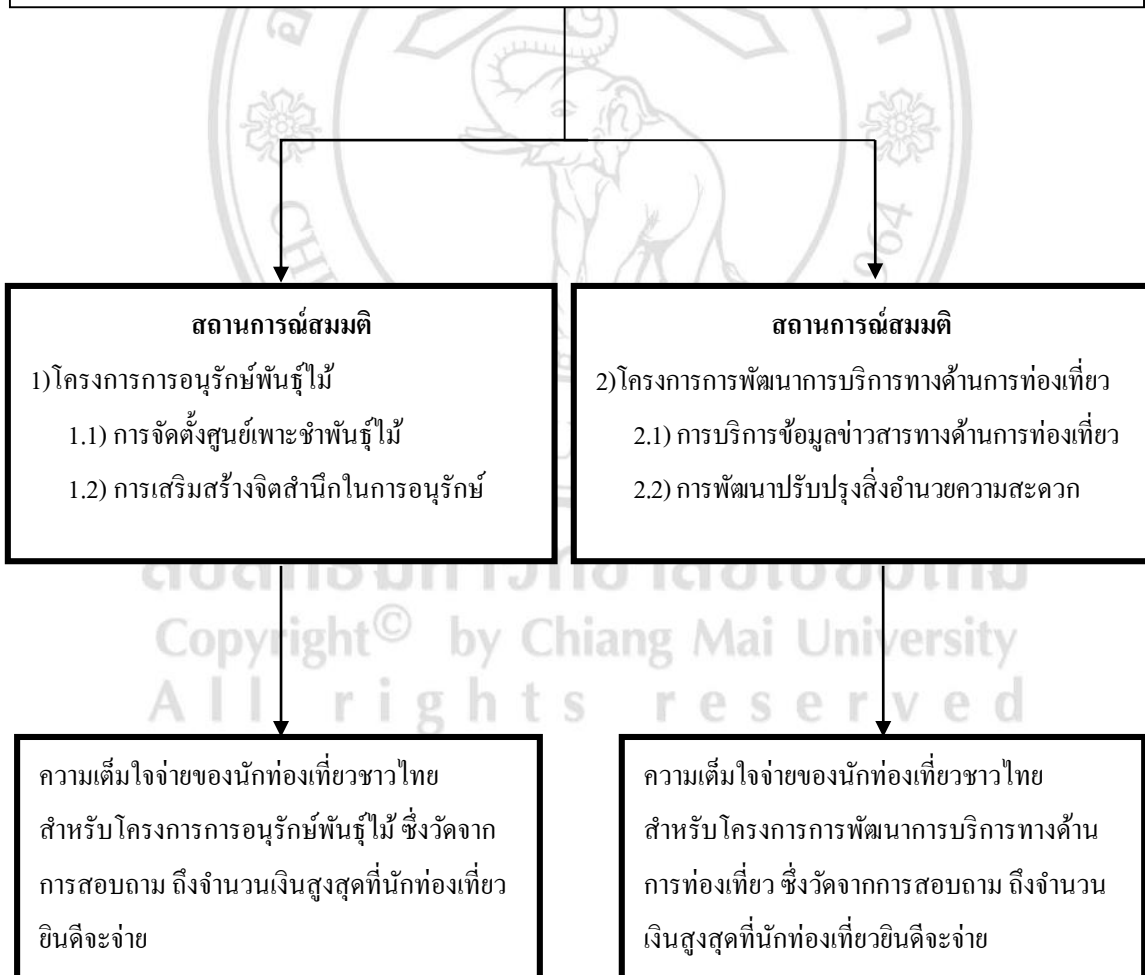 สถานการณ์สมมติ
1)โครงการการอนุรักษ์พันธุ์ไม้
1.1) การจัดตั้งศูนย์เพาะชำพันธุ์ไม้
1.2) การเสริมสร้างจิตสำนึกในการอนุรักษ์
สถานการณ์สมมติ
2)โครงการการพัฒนาการบริการทางด้านการท่องเที่ยว
2.1) การบริการข้อมูลข่าวสารทางด้านการท่องเที่ยว
2.2) การพัฒนาปรับปรุงสิ่งอำนวยความสะดวก
Copyright© by Chiang Mai University
All rights reserved
ความเต็มใจจ่ายของนักท่องเที่ยวชาวไทย
สำหรับโครงการการอนุรักษ์พันธุ์ไม้ ซึ่งวัดจาก
การสอบถาม ถึงจำนวนเงินสูงสุดที่นักท่องเที่ยว
ยินดีจะจ่าย
ความเต็มใจจ่ายของนักท่องเที่ยวชาวไทย
สำหรับโครงการการพัฒนาการบริการทางด้าน
การท่องเที่ยว ซึ่งวัดจากการสอบถาม ถึงจำนวน
เงินสูงสุดที่นักท่องเที่ยวยินดีจะจ่าย